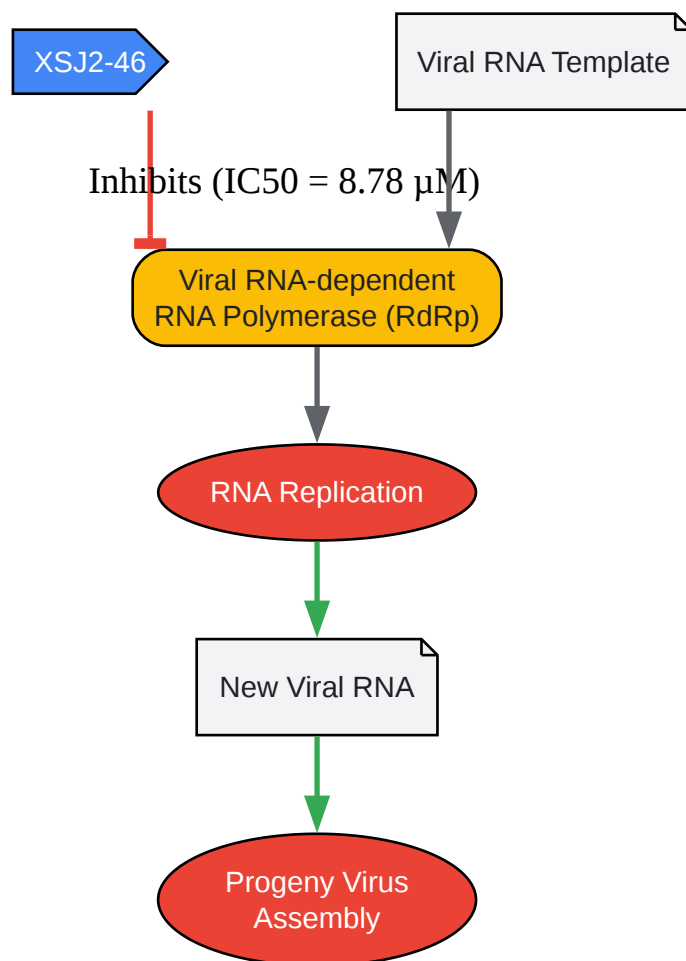 XSJ2-46
Viral RNA Template
Inhibits (IC50 = 8.78 µM)
Viral RNA-dependent
RNA Polymerase (RdRp)
RNA Replication
New Viral RNA
Progeny Virus
Assembly